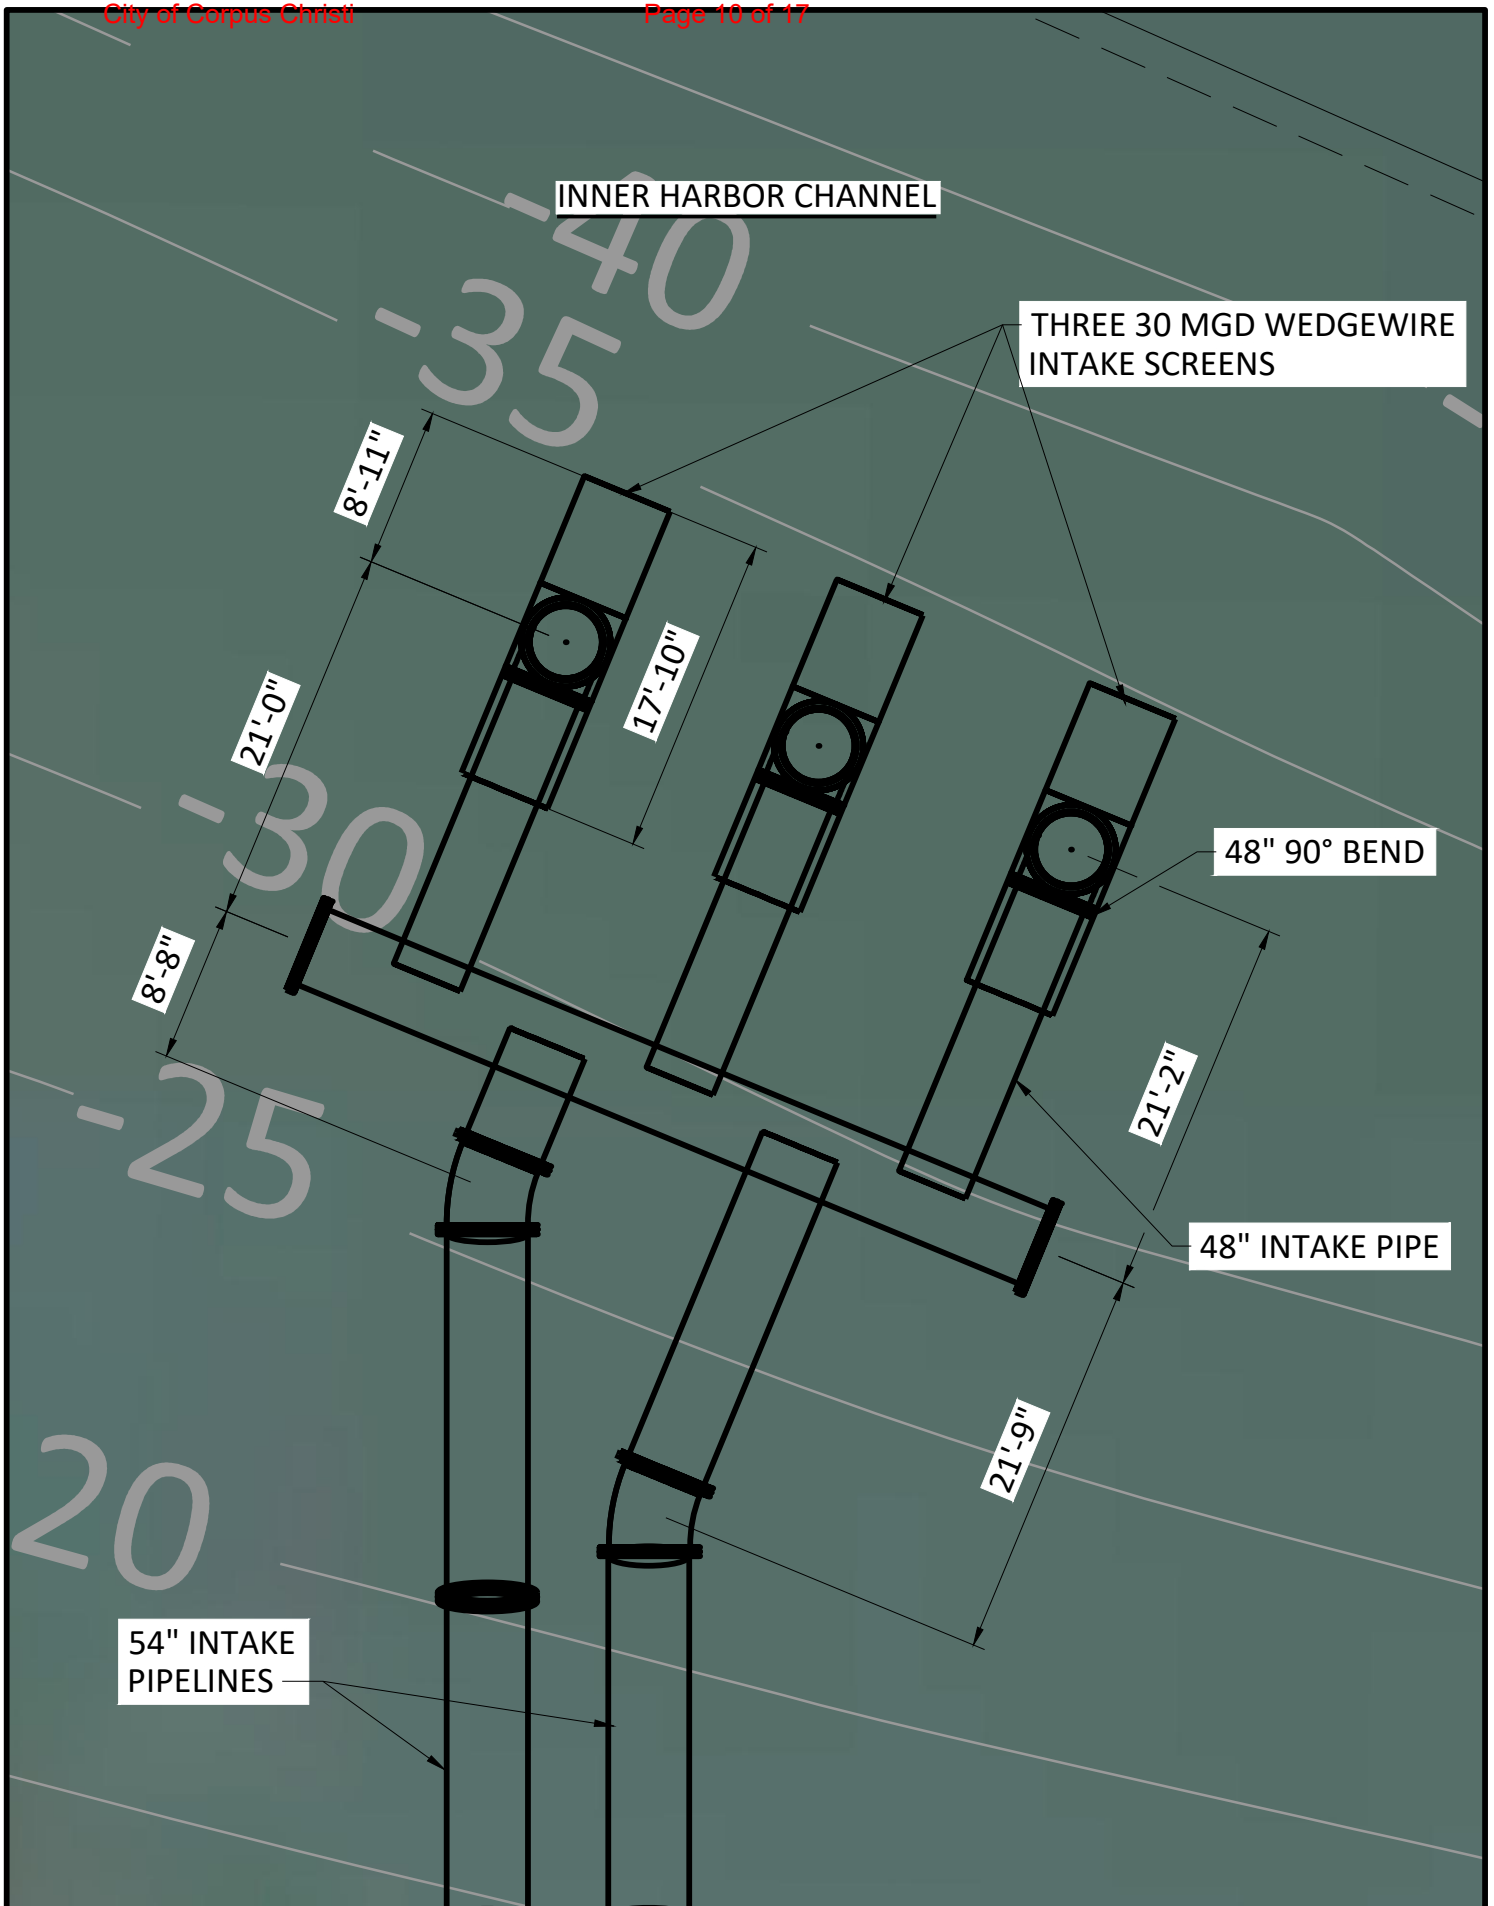 City of Corpus Christi
Page 10 of 17
INNER HARBOR CHANNEL
-40
-35
THREE 30 MGD WEDGEWIRE
INTAKE SCREENS
8'-11"
17'-10"
21'-0"
-30
48" 90° BEND
8'-8"
21'-2"
-25
48" INTAKE PIPE
21'-9"
20
54" INTAKE
PIPELINES